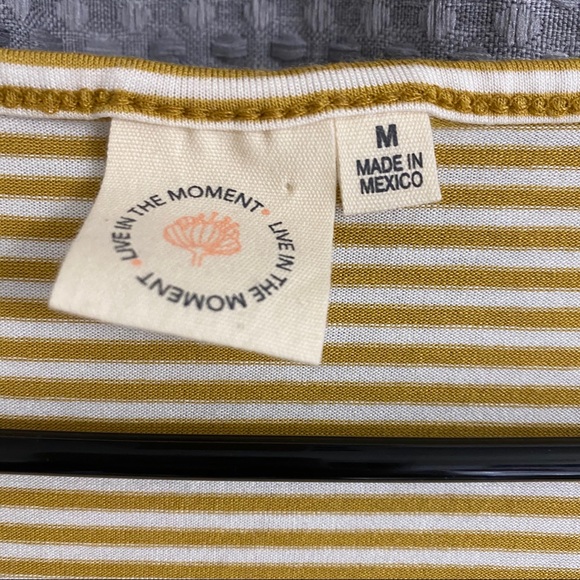 LIVE IN THE MOMENT • LIVE IN THE MOMENT •
M
MADE IN
MEXICO